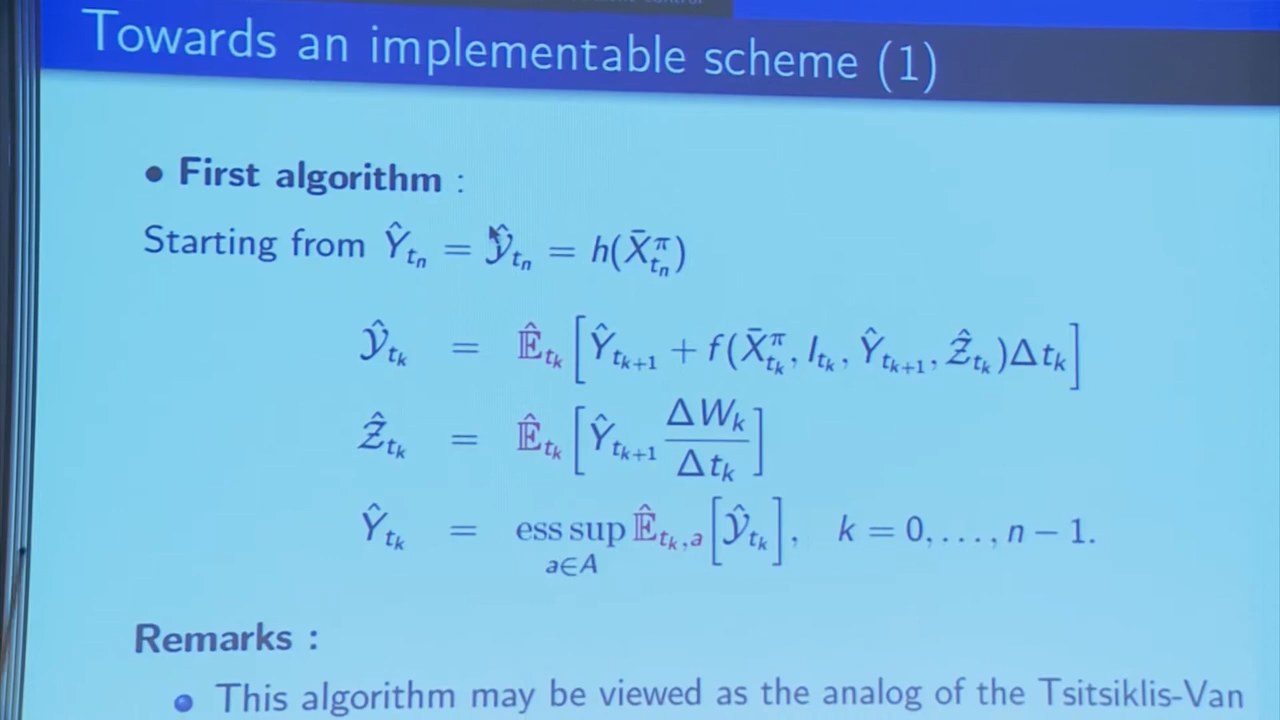 Towards an implementable scheme (1)
• First algorithm :
Starting from Ŷ_{t_n} = 𝒴̂_{t_n} = h(X̄^π_{t_n})
𝒴̂_{t_k} = 𝔼̂_{t_k}[Ŷ_{t_{k+1}} + f(X̄^π_{t_k}, I_{t_k}, Ŷ_{t_{k+1}}, 𝒵̂_{t_k})Δt_k]
𝒵̂_{t_k} = 𝔼̂_{t_k}[Ŷ_{t_{k+1}} ΔW_k/Δt_k]
Ŷ_{t_k} = ess sup_{a∈A} 𝔼̂_{t_k,a}[𝒴̂_{t_k}], k = 0, . . . , n − 1.
Remarks :
• This algorithm may be viewed as the analog of the Tsitsiklis-Van